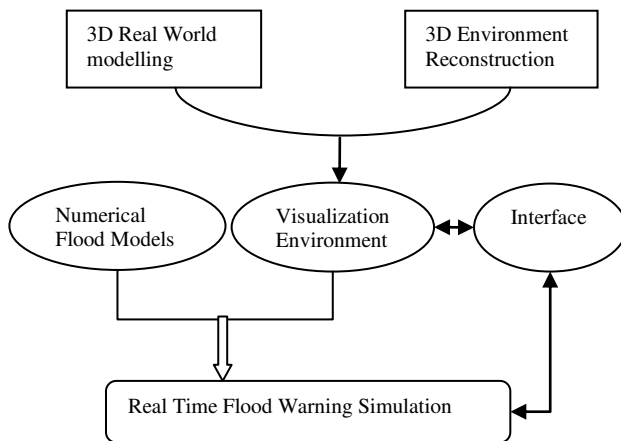 3D Real World
modelling
3D Environment
Reconstruction
Numerical
Flood Models
Visualization
Environment
Interface
Real Time Flood Warning Simulation